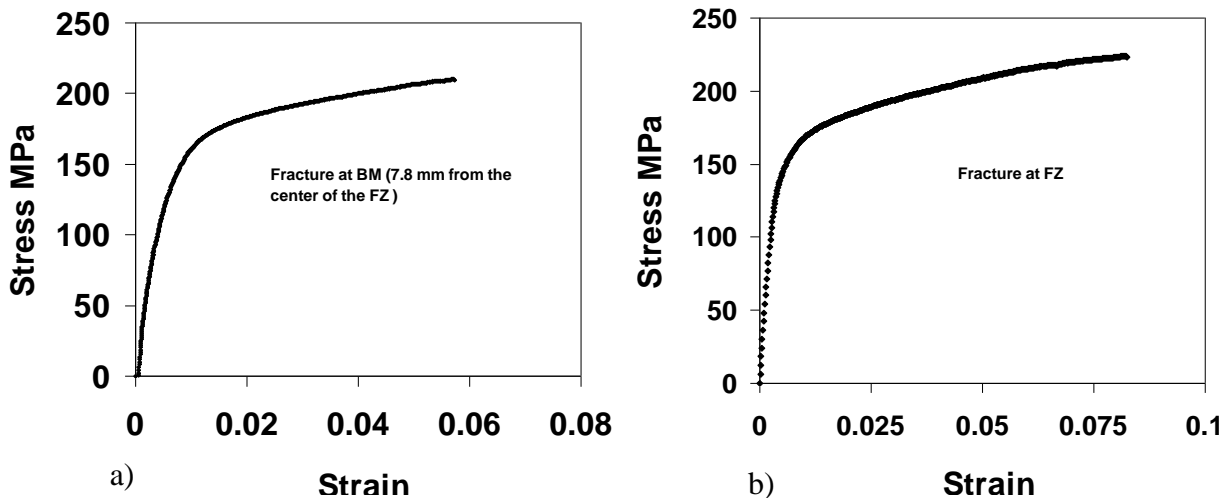 250
200
150
100
50
0
Stress MPa
Fracture at BM (7.8 mm from the
center of the FZ )
0 0.02 0.04 0.06 0.08
Strain
a)
250
200
150
100
50
0
Stress MPa
Fracture at FZ
0 0.025 0.05 0.075 0.1
Strain
b)